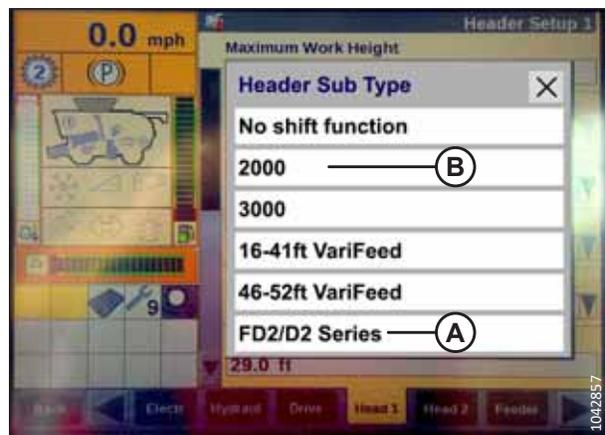 0.0 mph
Header Setup 1
2
P
Maximum Work Height
Header Sub Type
No shift function
2000
B
3000
16-41ft VariFeed
46-52ft VariFeed
FD2/D2 Series
A
9
29.0 ft
Back
Electr
Hydraul
Drive
Head 1
Head 2
Feeder
1042857